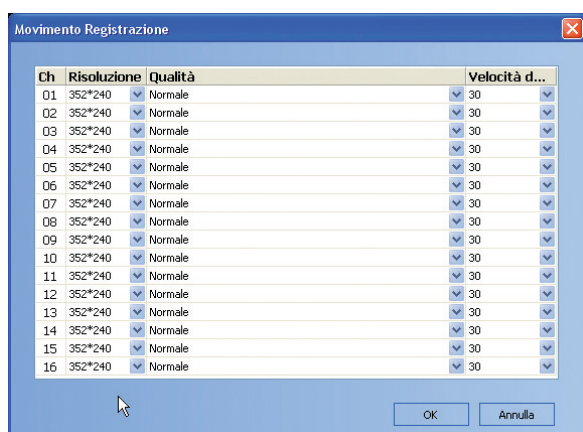 Movimento Registrazione
Ch Risoluzione Qualità Velocità d...
01 352*240 Normale 30
02 352*240 Normale 30
03 352*240 Normale 30
04 352*240 Normale 30
05 352*240 Normale 30
06 352*240 Normale 30
07 352*240 Normale 30
08 352*240 Normale 30
09 352*240 Normale 30
10 352*240 Normale 30
11 352*240 Normale 30
12 352*240 Normale 30
13 352*240 Normale 30
14 352*240 Normale 30
15 352*240 Normale 30
16 352*240 Normale 30
OK Annulla